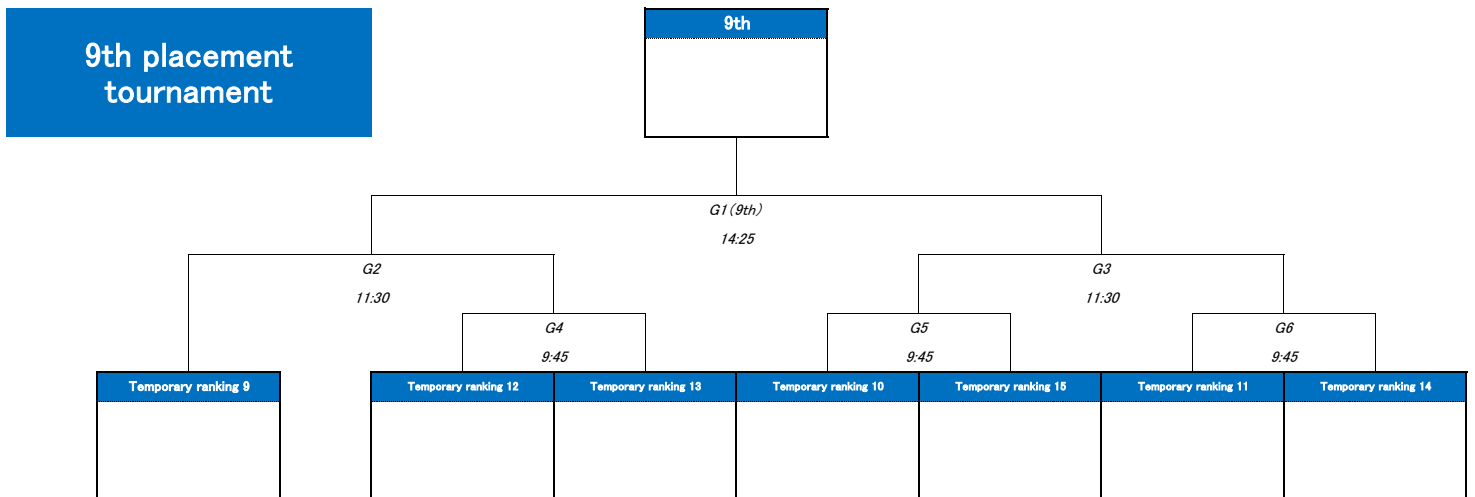 9th placement
tournament
9th
G1(9th)
14:25
G2
G3
11:30
11:30
G4
G5
G6
9:45
9:45
9:45
Temporary ranking 9
Temporary ranking 12
Temporary ranking 13
Temporary ranking 10
Temporary ranking 15
Temporary ranking 11
Temporary ranking 14